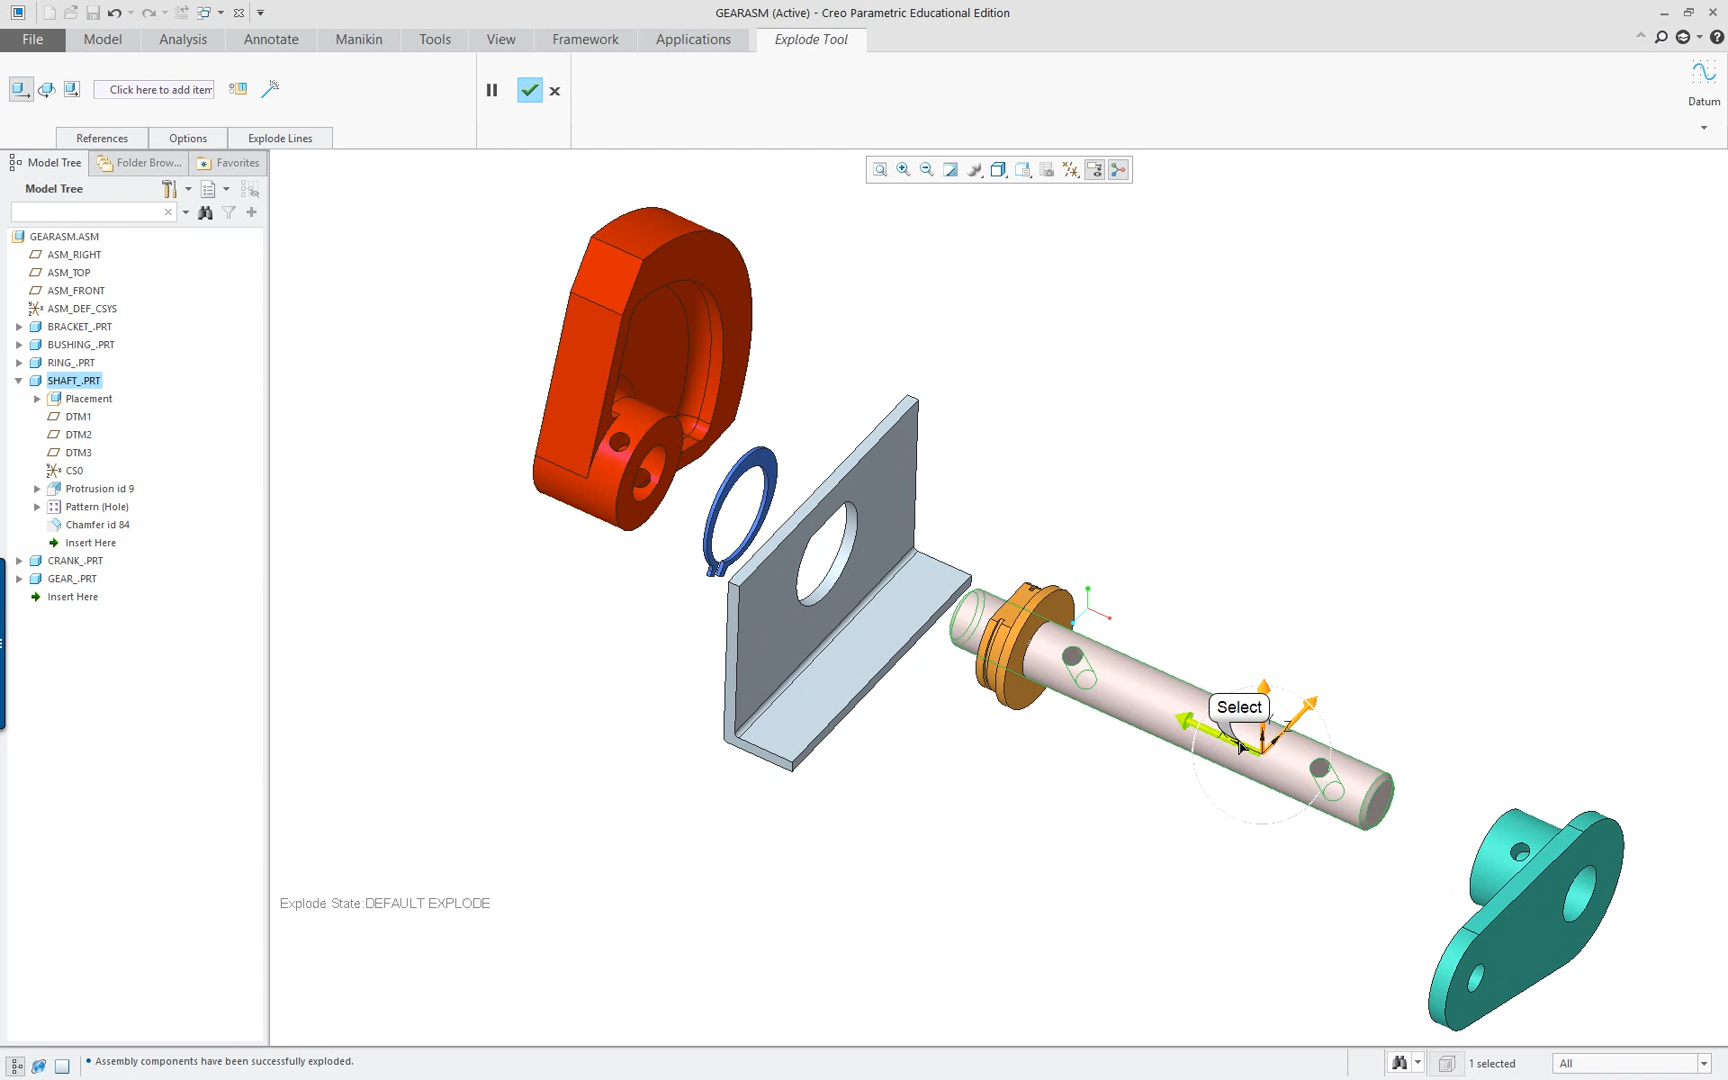 GEARASM (Active) - Creo Parametric Educational Edition
File Model Analysis Annotate Manikin Tools View Framework Applications Explode Tool
Click here to add item
Datum
References Options Explode Lines
Model Tree Folder Brow... Favorites
Model Tree
GEARASM.ASM
ASM_RIGHT
ASM_TOP
ASM_FRONT
ASM_DEF_CSYS
BRACKET_.PRT
BUSHING_.PRT
RING_.PRT
SHAFT_.PRT
Placement
DTM1
DTM2
DTM3
CS0
Protrusion id 9
Pattern (Hole)
Chamfer id 84
Insert Here
CRANK_.PRT
GEAR_.PRT
Insert Here
Select
Explode State:DEFAULT EXPLODE
Assembly components have been successfully exploded.
1 selected
All